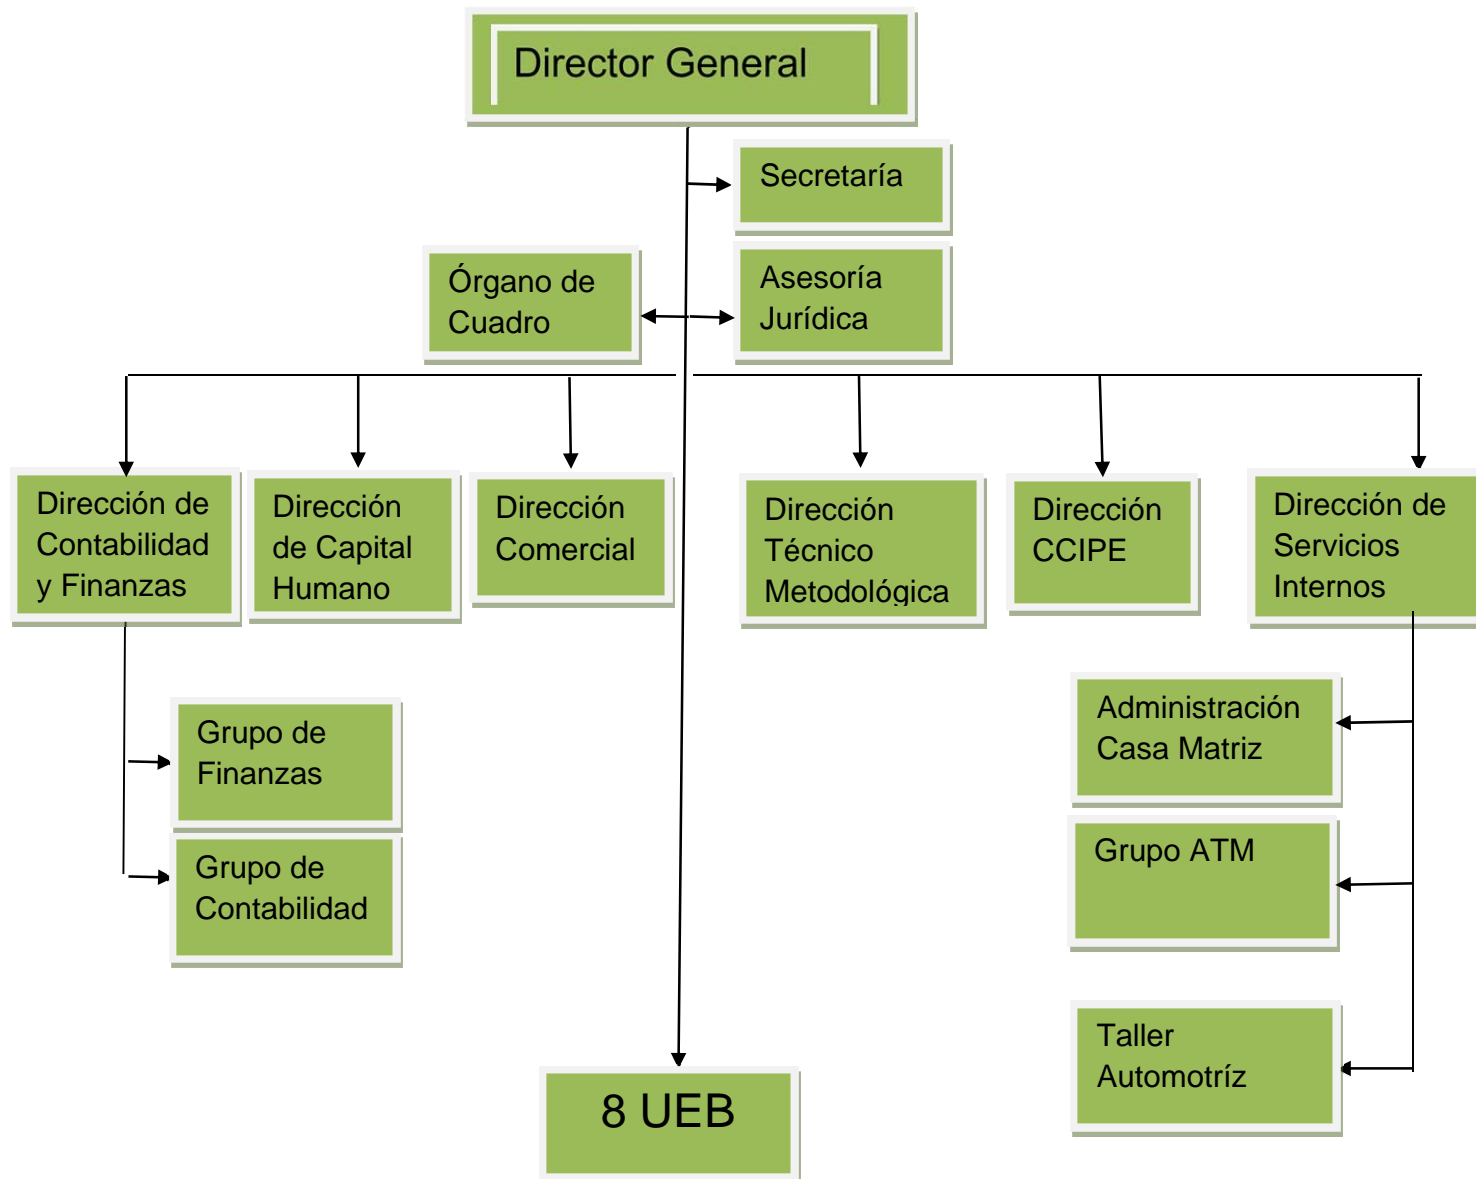 Director General
Secretaría
Órgano de
Cuadro
Asesoría
Jurídica
Dirección de
Contabilidad
y Finanzas
Dirección
de Capital
Humano
Dirección
Comercial
Dirección
Técnico
Metodológica
Dirección
CCIPE
Dirección de
Servicios
Internos
Grupo de
Finanzas
Grupo de
Contabilidad
Administración
Casa Matriz
Grupo ATM
Taller
Automotríz
8 UEB